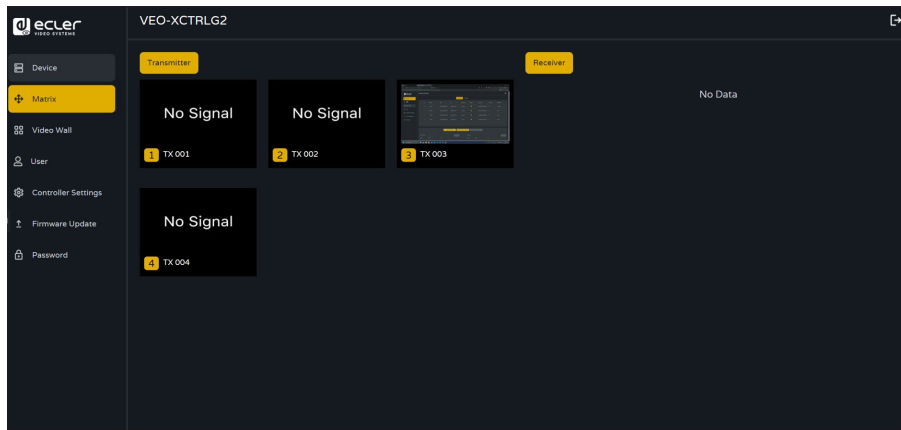 ecler
VIDEO SYSTEMS
VEO-XCTRLG2
Device
Matrix
Video Wall
User
Controller Settings
Firmware Update
Password
Transmitter
Receiver
No Signal
1 TX 001
No Signal
2 TX 002
3 TX 003
No Signal
4 TX 004
No Data